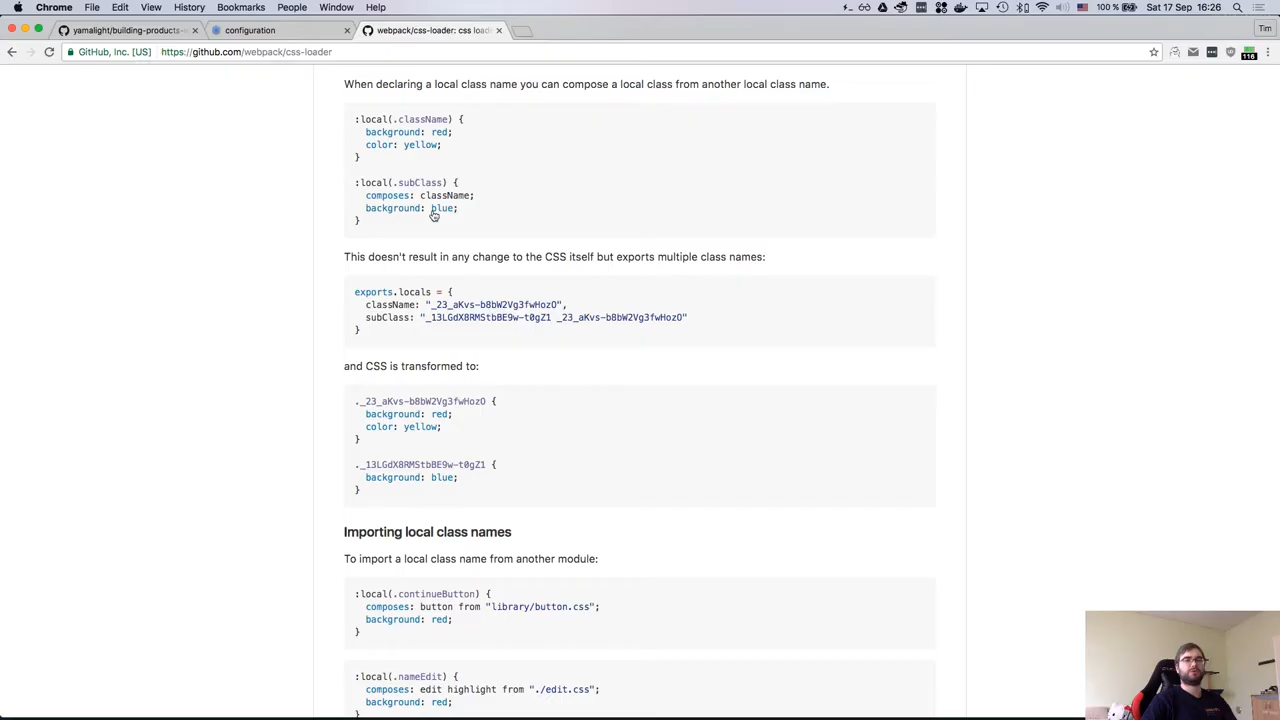 Chrome File Edit View History Bookmarks People Window Help 100 % Sat 17 Sep 16:26
yamalight/building-products- configuration webpack/css-loader: css load Tim
GitHub, Inc. [US] https://github.com/webpack/css-loader 116
When declaring a local class name you can compose a local class from another local class name.
:local(.className) {
background: red;
color: yellow;
}
:local(.subClass) {
composes: className;
background: blue;
}
This doesn't result in any change to the CSS itself but exports multiple class names:
exports.locals = {
className: "_23_aKvs-b8bW2Vg3fwHozO",
subClass: "_13LGdX8RMStbBE9w-t0gZ1 _23_aKvs-b8bW2Vg3fwHozO"
}
and CSS is transformed to:
._23_aKvs-b8bW2Vg3fwHozO {
background: red;
color: yellow;
}
._13LGdX8RMStbBE9w-t0gZ1 {
background: blue;
}
Importing local class names
To import a local class name from another module:
:local(.continueButton) {
composes: button from "library/button.css";
background: red;
}
:local(.nameEdit) {
composes: edit highlight from "./edit.css";
background: red;
}